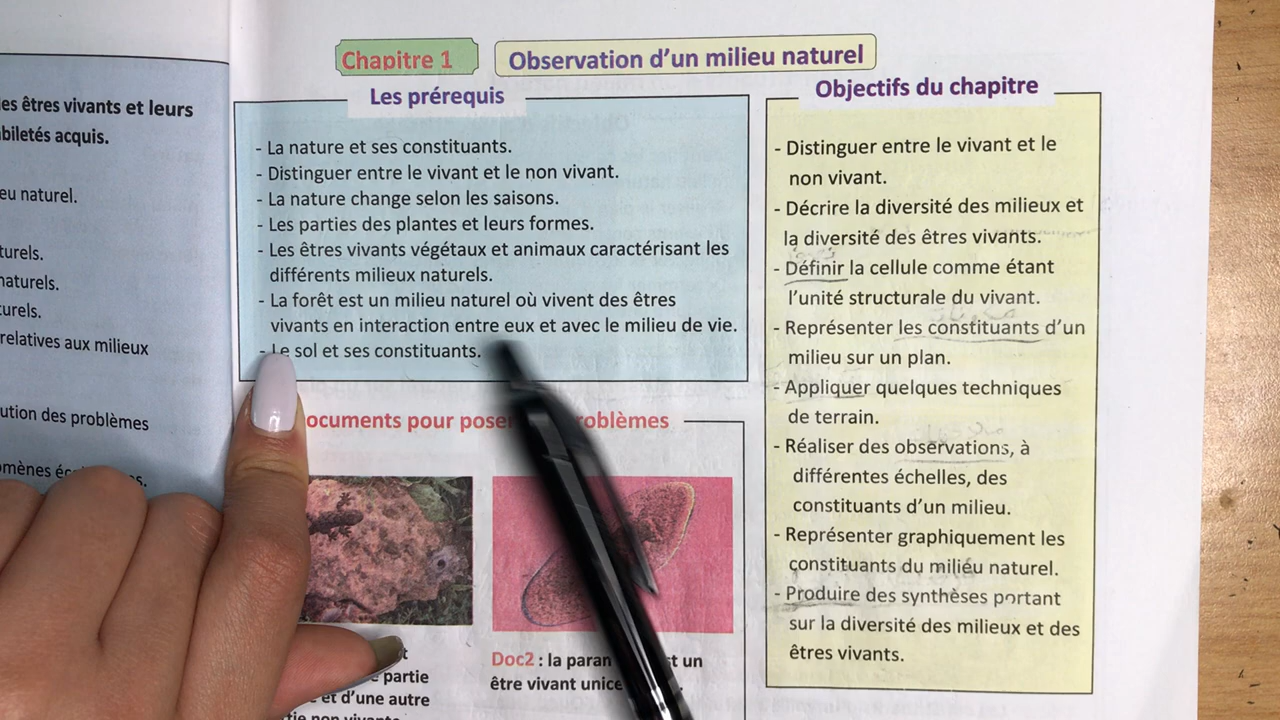 es êtres vivants et leurs
biletés acquis.
eu naturel.
turels.
naturels.
turels.
relatives aux milieux
ution des problèmes
Chapitre 1
Observation d'un milieu naturel
Les prérequis
- La nature et ses constituants.
- Distinguer entre le vivant et le non vivant.
- La nature change selon les saisons.
- Les parties des plantes et leurs formes.
- Les êtres vivants végétaux et animaux caractérisant les
différents milieux naturels.
- La forêt est un milieu naturel où vivent des êtres
vivants en interaction entre eux et avec le milieu de vie.
- Le sol et ses constituants.
ocuments pour poser problèmes
partie
et d'une autre
tie non vivante
Doc2 : la param st un
être vivant unice
Objectifs du chapitre
- Distinguer entre le vivant et le
non vivant.
- Décrire la diversité des milieux et
la diversité des êtres vivants.
- Définir la cellule comme étant
l'unité structurale du vivant.
- Représenter les constituants d'un
milieu sur un plan.
- Appliquer quelques techniques
de terrain.
- Réaliser des observations, à
différentes échelles, des
constituants d'un milieu.
- Représenter graphiquement les
constituants du milieu naturel.
- Produire des synthèses portant
sur la diversité des milieux et des
êtres vivants.